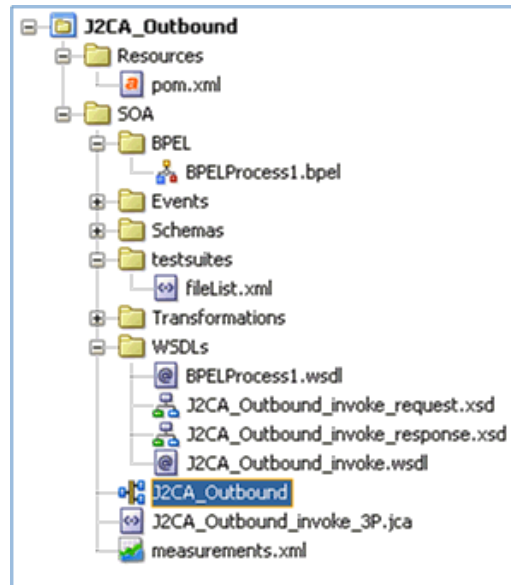 J2CA_Outbound
Resources
pom.xml
SOA
BPEL
BPELProcess1.bpel
Events
Schemas
testsuites
fileList.xml
Transformations
WSDLs
BPELProcess1.wsdl
J2CA_Outbound_invoke_request.xsd
J2CA_Outbound_invoke_response.xsd
J2CA_Outbound_invoke.wsdl
J2CA_Outbound
J2CA_Outbound_invoke_3P.jca
measurements.xml